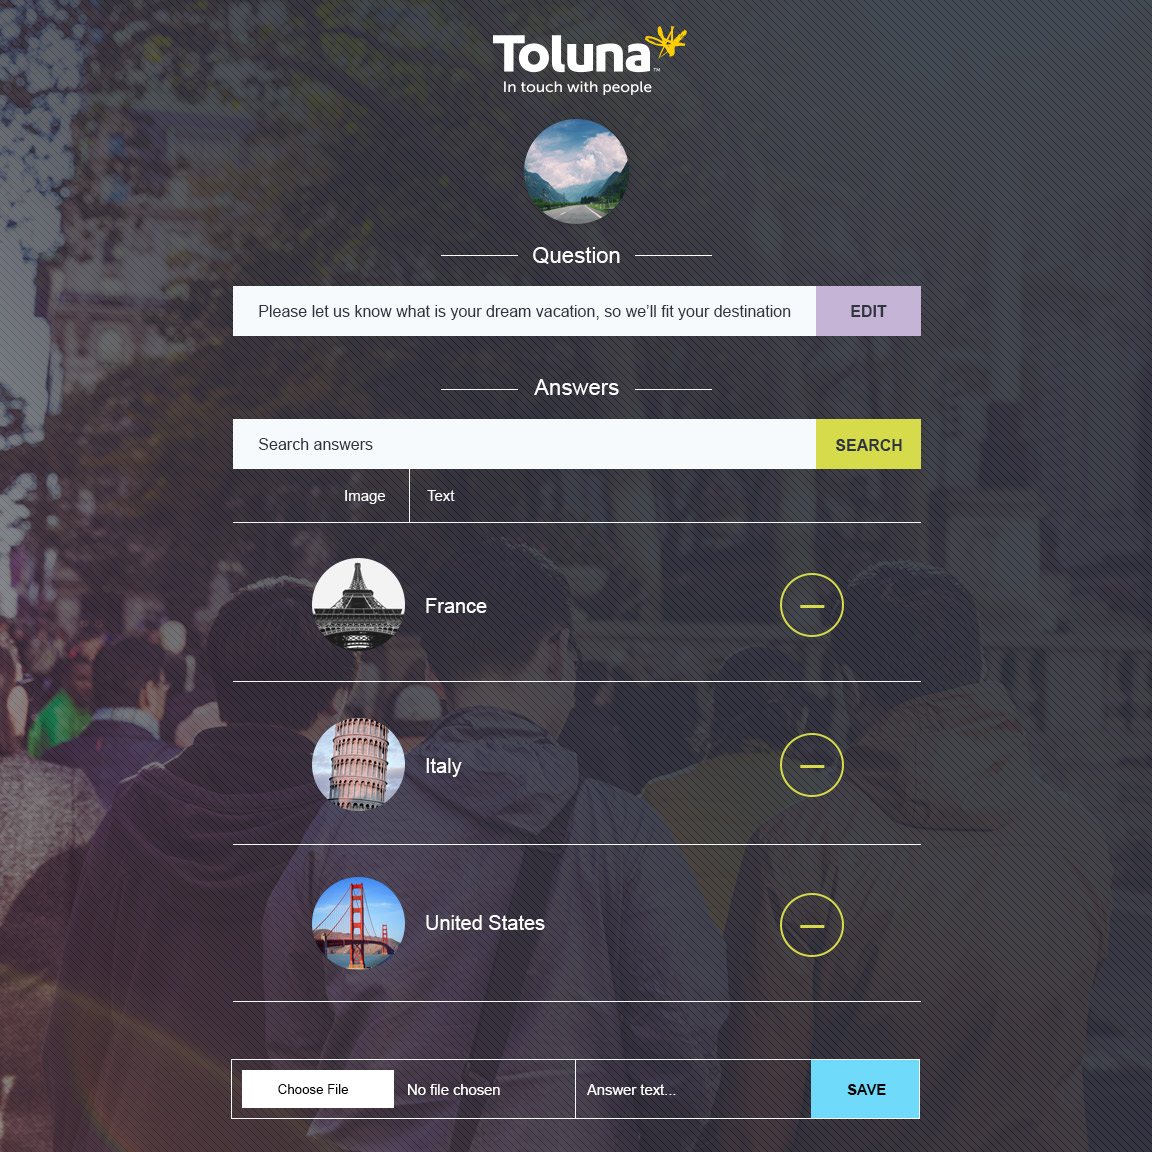 Toluna™
In touch with people
Question
Please let us know what is your dream vacation, so we’ll fit your destination
EDIT
Answers
Search answers
SEARCH
Image
Text
France
Italy
United States
Choose File
No file chosen
Answer text...
SAVE